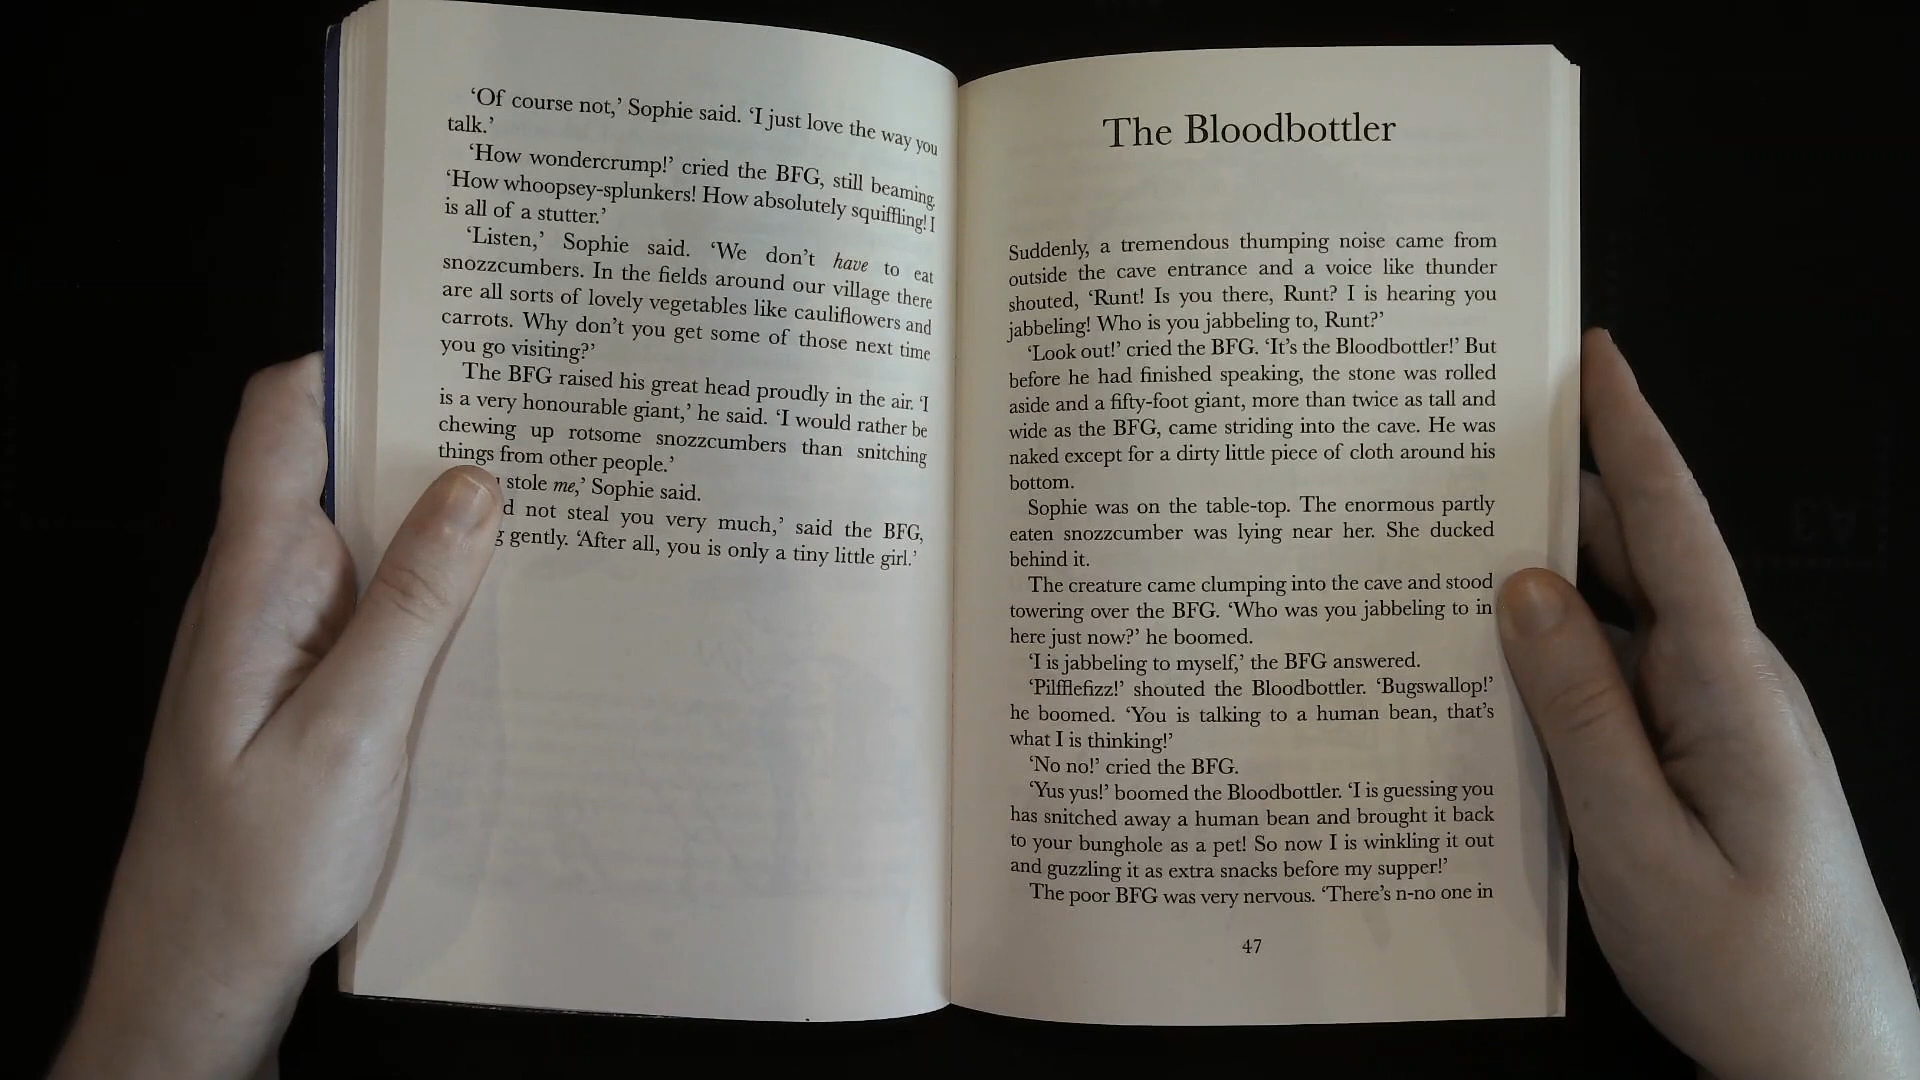 ‘Of course not,’ Sophie said. ‘I just love the way you
talk.’
‘How wondercrump!’ cried the BFG, still beaming.
‘How whoopsey-splunkers! How absolutely squiffling! I
is all of a stutter.’
‘Listen,’ Sophie said. ‘We don’t have to eat
snozzcumbers. In the fields around our village there
are all sorts of lovely vegetables like cauliflowers and
carrots. Why don’t you get some of those next time
you go visiting?’
The BFG raised his great head proudly in the air. ‘I
is a very honourable giant,’ he said. ‘I would rather be
chewing up rotsome snozzcumbers than snitching
things from other people.’
stole me,’ Sophie said.
not steal you very much,’ said the BFG,
gently. ‘After all, you is only a tiny little girl.’
The Bloodbottler
Suddenly, a tremendous thumping noise came from
outside the cave entrance and a voice like thunder
shouted, ‘Runt! Is you there, Runt? I is hearing you
jabbeling! Who is you jabbeling to, Runt?’
‘Look out!’ cried the BFG. ‘It’s the Bloodbottler!’ But
before he had finished speaking, the stone was rolled
aside and a fifty-foot giant, more than twice as tall and
wide as the BFG, came striding into the cave. He was
naked except for a dirty little piece of cloth around his
bottom.
Sophie was on the table-top. The enormous partly
eaten snozzcumber was lying near her. She ducked
behind it.
The creature came clumping into the cave and stood
towering over the BFG. ‘Who was you jabbeling to in
here just now?’ he boomed.
‘I is jabbeling to myself,’ the BFG answered.
‘Pilfflefizz!’ shouted the Bloodbottler. ‘Bugswallop!’
he boomed. ‘You is talking to a human bean, that’s
what I is thinking!’
‘No no!’ cried the BFG.
‘Yus yus!’ boomed the Bloodbottler. ‘I is guessing you
has snitched away a human bean and brought it back
to your bunghole as a pet! So now I is winkling it out
and guzzling it as extra snacks before my supper!’
The poor BFG was very nervous. ‘There’s n-no one in
47